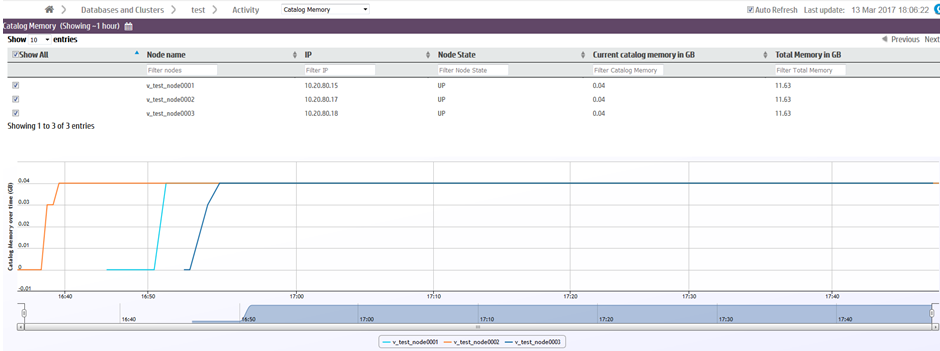 Databases and Clusters test Activity Catalog Memory Auto Refresh Last update: 13 Mar 2017 18:06:22
Catalog Memory (Showing ~1 hour)
Show 10 entries Previous Next
Show All Node name IP Node State Current catalog memory in GB Total Memory in GB
Filter nodes Filter IP Filter Node State Filter Catalog Memory Filter Total Memory
v_test_node0001 10.20.80.15 UP 0.04 11.63
v_test_node0002 10.20.80.17 UP 0.04 11.63
v_test_node0003 10.20.80.18 UP 0.04 11.63
Showing 1 to 3 of 3 entries
Catalog Memory over time (GB)
0.04
0.03
0.02
0.01
0
-0.01
16:40 16:50 17:00 17:10 17:20 17:30 17:40
16:40 16:50 17:00 17:10 17:20 17:30 17:40
v_test_node0001 v_test_node0002 v_test_node0003